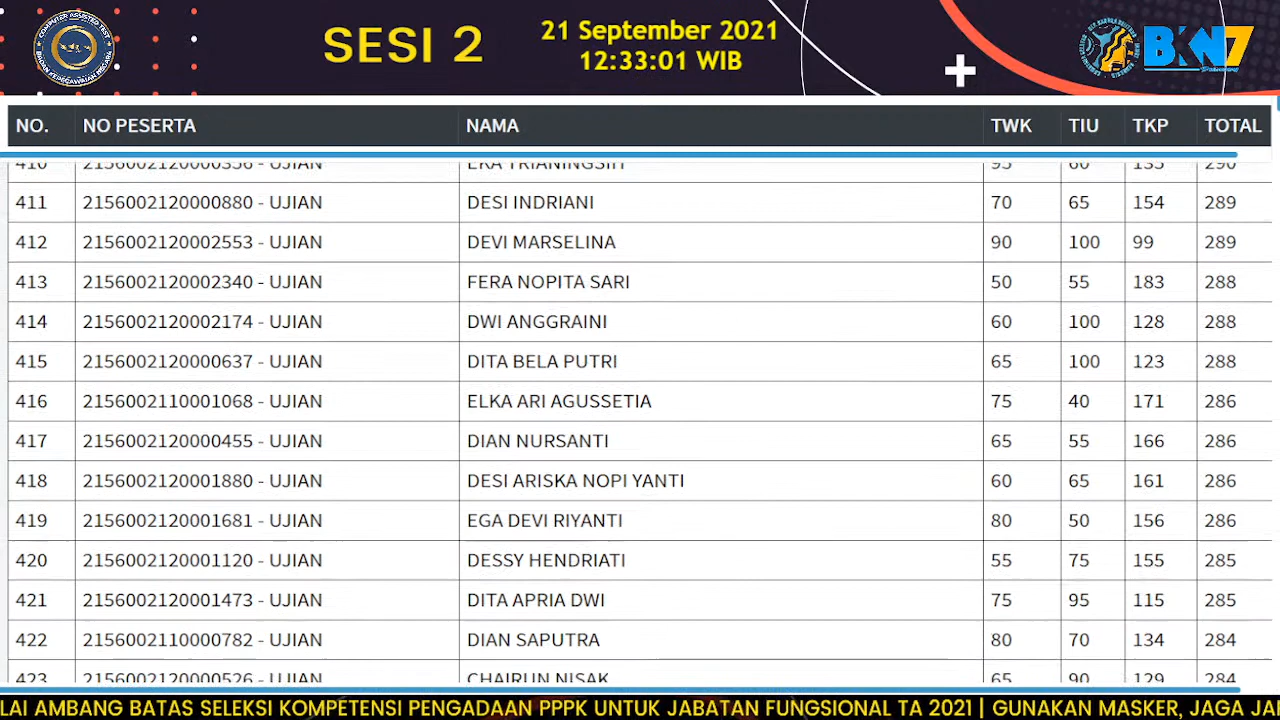 COMPUTER ASSISTED TEST
BADAN KEPEGAWAIAN NEGARA
SESI 2
21 September 2021
12:33:01 WIB
BKN7
NO. NO PESERTA NAMA TWK TIU TKP TOTAL
410 2156002120000356 - UJIAN EKA TRIANINGSIH 95 60 135 290
411 2156002120000880 - UJIAN DESI INDRIANI 70 65 154 289
412 2156002120002553 - UJIAN DEVI MARSELINA 90 100 99 289
413 2156002120002340 - UJIAN FERA NOPITA SARI 50 55 183 288
414 2156002120002174 - UJIAN DWI ANGGRAINI 60 100 128 288
415 2156002120000637 - UJIAN DITA BELA PUTRI 65 100 123 288
416 2156002110001068 - UJIAN ELKA ARI AGUSSETIA 75 40 171 286
417 2156002120000455 - UJIAN DIAN NURSANTI 65 55 166 286
418 2156002120001880 - UJIAN DESI ARISKA NOPI YANTI 60 65 161 286
419 2156002120001681 - UJIAN EGA DEVI RIYANTI 80 50 156 286
420 2156002120001120 - UJIAN DESSY HENDRIATI 55 75 155 285
421 2156002120001473 - UJIAN DITA APRIA DWI 75 95 115 285
422 2156002110000782 - UJIAN DIAN SAPUTRA 80 70 134 284
423 2156002120000526 - UJIAN CHAIRUN NISAK 65 90 129 284
LAI AMBANG BATAS SELEKSI KOMPETENSI PENGADAAN PPPK UNTUK JABATAN FUNGSIONAL TA 2021 | GUNAKAN MASKER, JAGA JA